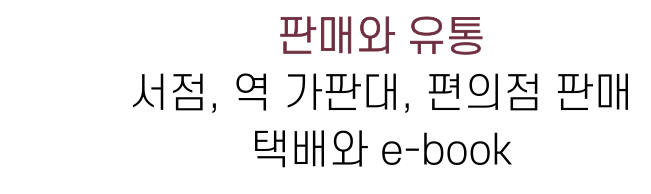 판매와 유통
서점, 역 가판대, 편의점 판매
택배와 e-book